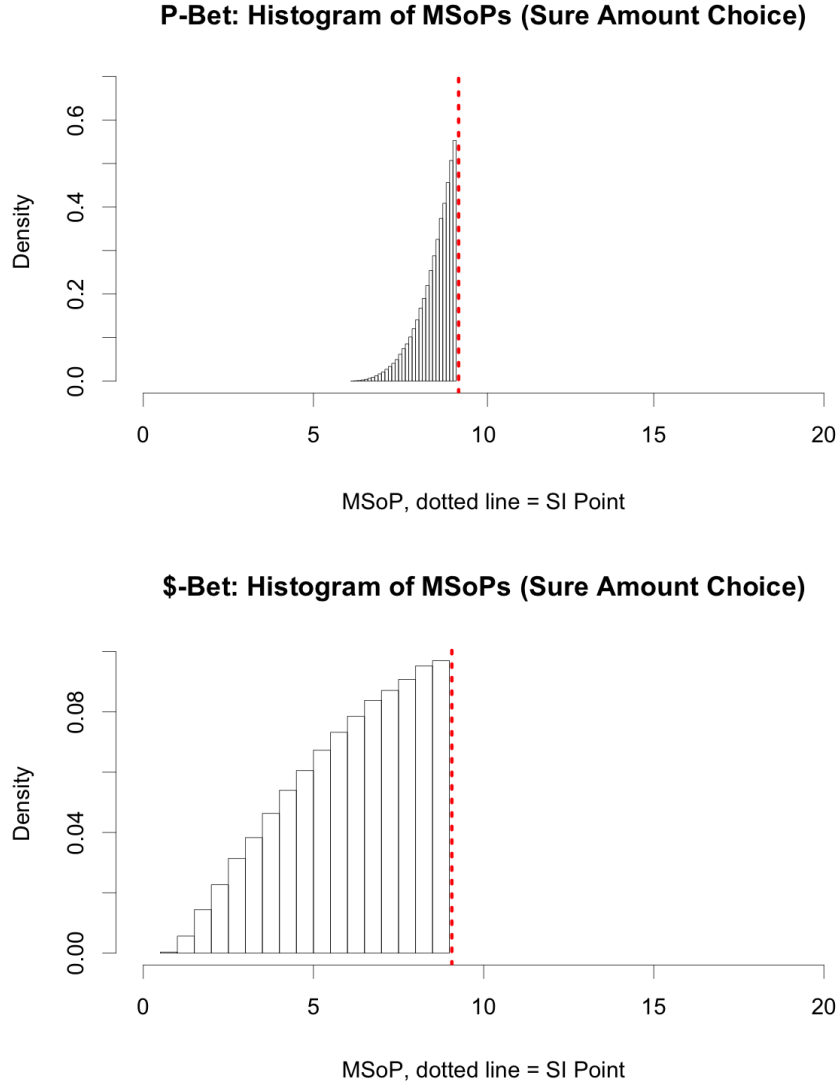 P-Bet: Histogram of MSoPs (Sure Amount Choice)
Density
0.0 0.2 0.4 0.6
0 5 10 15 20
MSoP, dotted line = SI Point
$-Bet: Histogram of MSoPs (Sure Amount Choice)
Density
0.00 0.04 0.08
0 5 10 15 20
MSoP, dotted line = SI Point